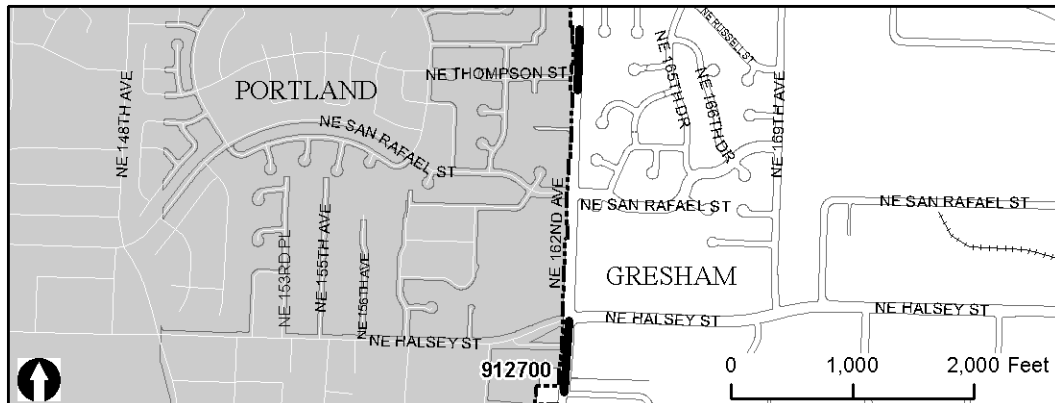 NE 148TH AVE
PORTLAND
NE THOMPSON ST
NE SAN RAFAEL ST
NE 153RD PL
NE 155TH AVE
NE 156TH AVE
NE HALSEY ST
NE 162ND AVE
912700
NE RUSSELL ST
NE 165TH DR
NE 166TH DR
NE 169TH AVE
NE SAN RAFAEL ST
NE SAN RAFAEL ST
GRESHAM
NE HALSEY ST
NE HALSEY ST
0 1,000 2,000 Feet